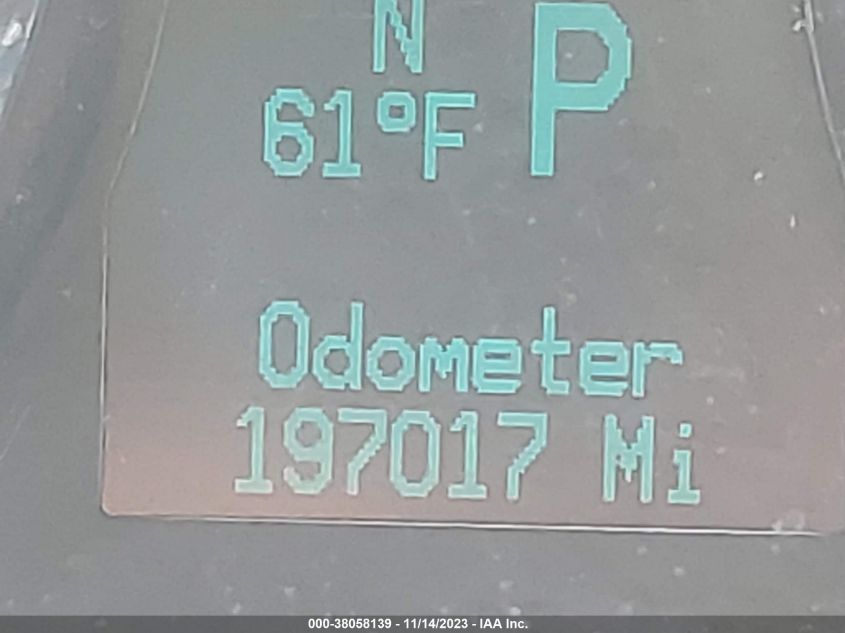 N
61°F P
Odometer
197017 Mi
000-38058139 - 11/14/2023 - IAA Inc.